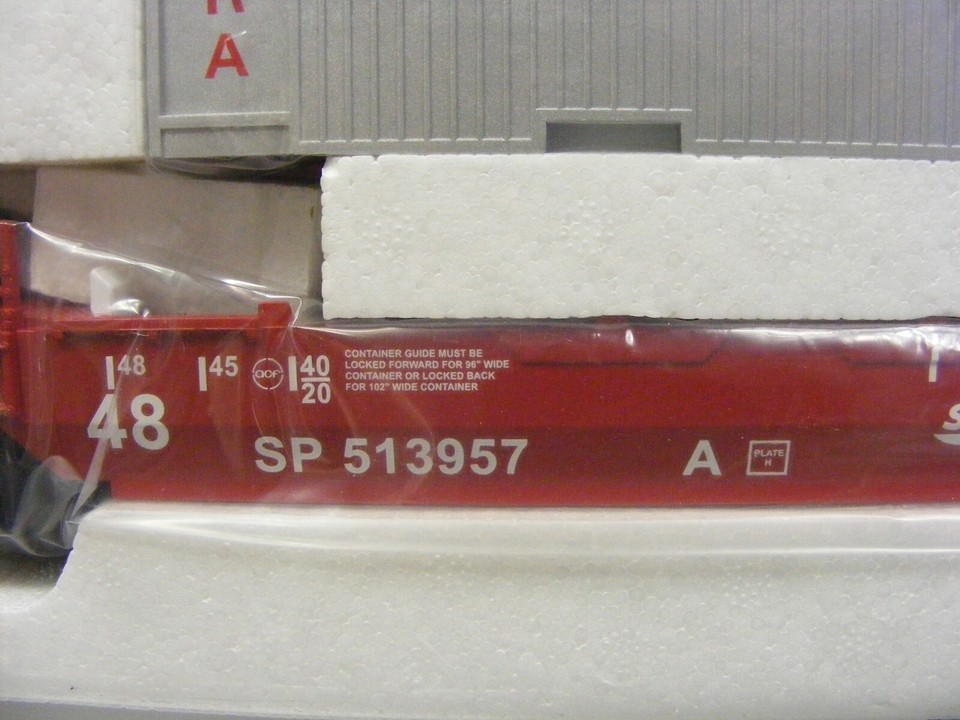 R
A
48
45
acf
40
20
CONTAINER GUIDE MUST BE
LOCKED FORWARD FOR 96" WIDE
CONTAINER OR LOCKED BACK
FOR 102" WIDE CONTAINER
48
SP 513957
A
PLATE
H
S